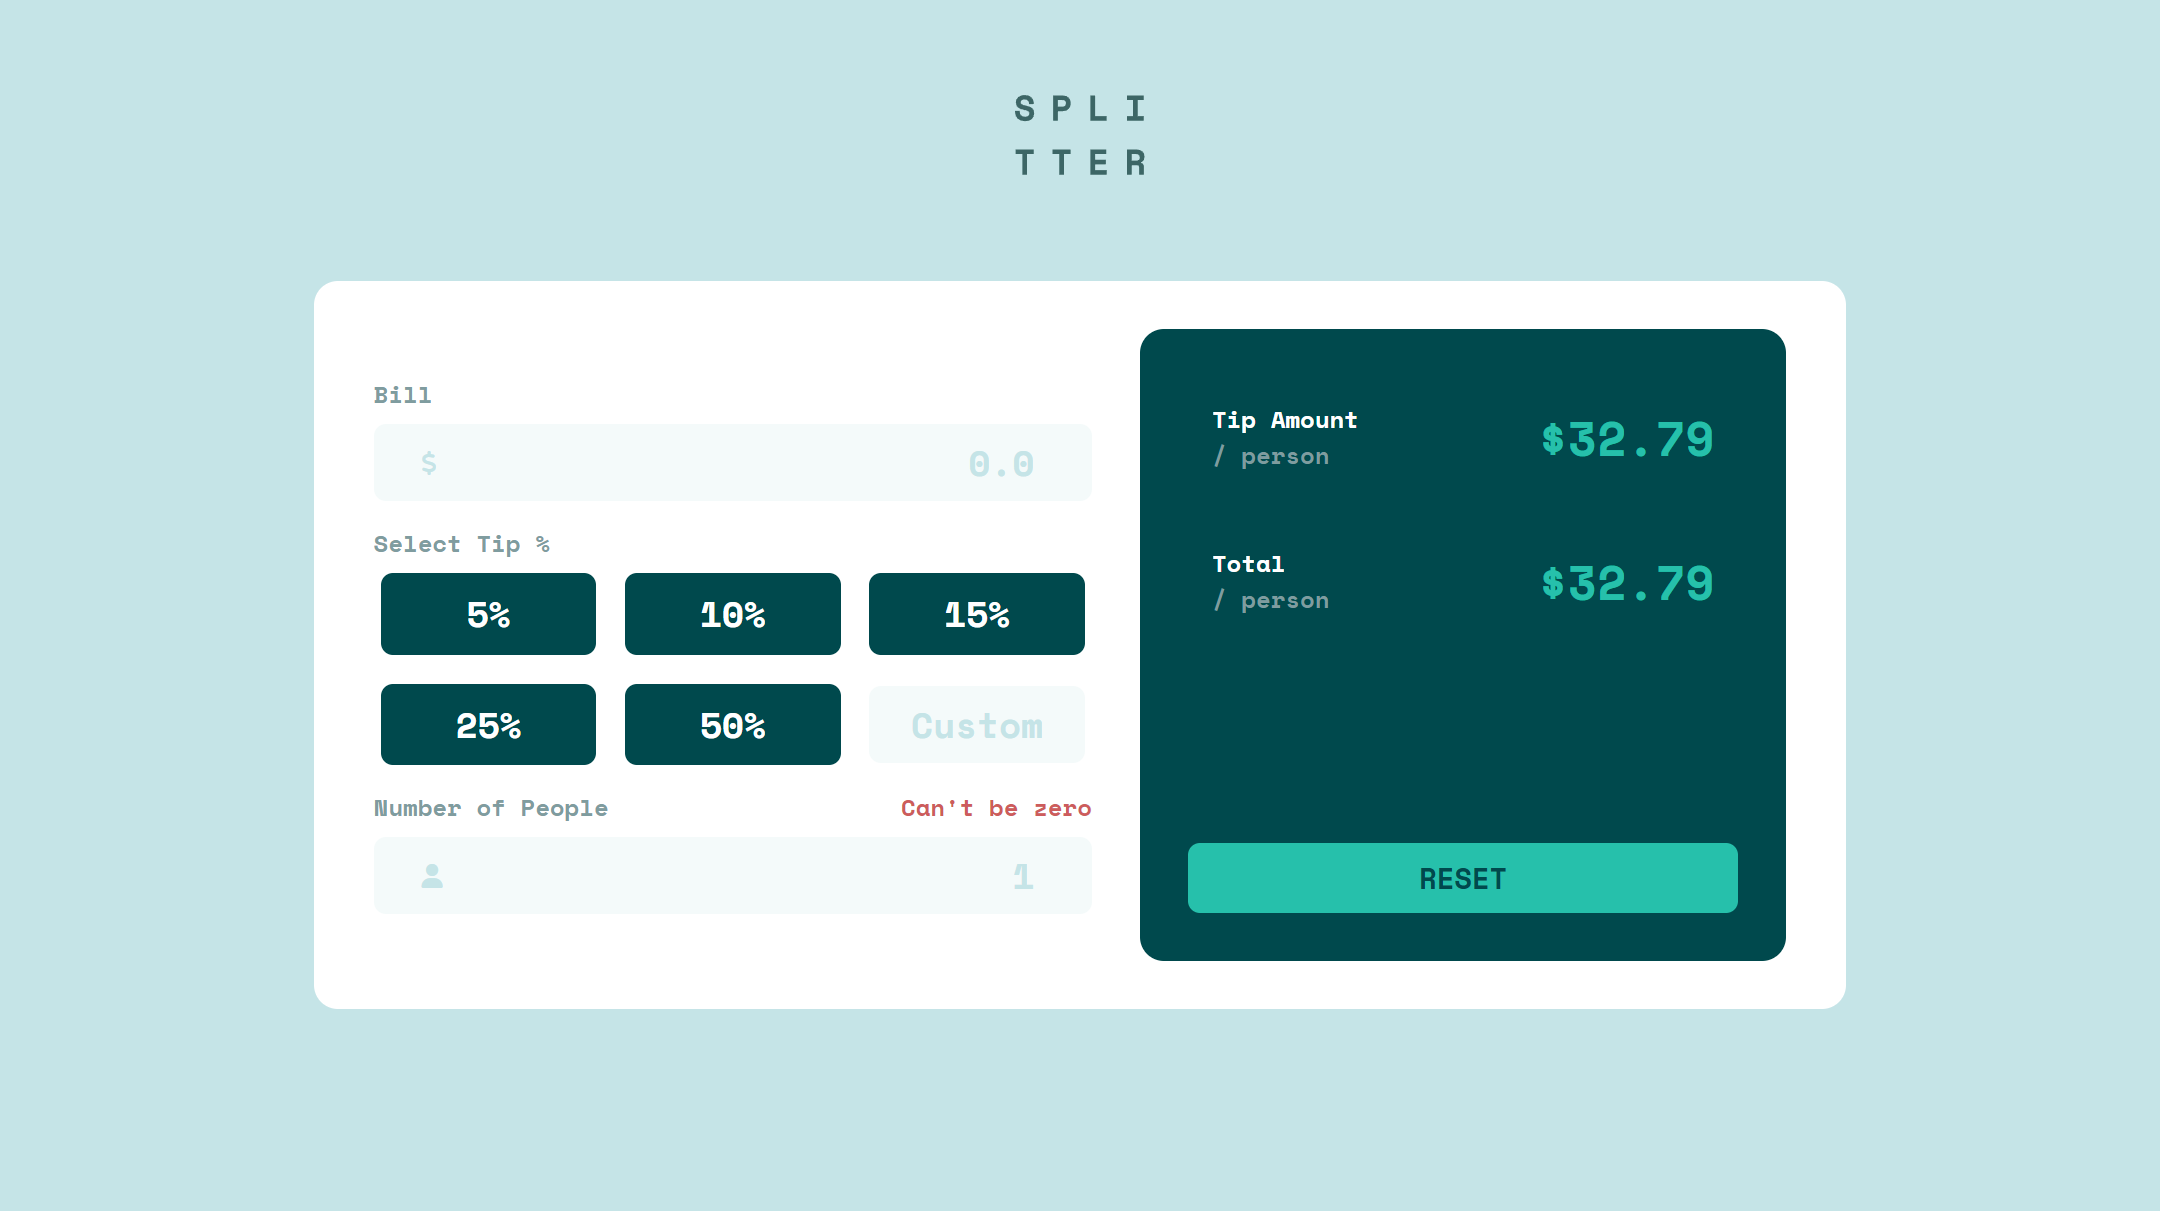 SPLI
TTER
Bill
$ 0.0
Select Tip %
5% 10% 15%
25% 50% Custom
Number of People Can't be zero
1
Tip Amount
/ person
$32.79
Total
/ person
$32.79
RESET